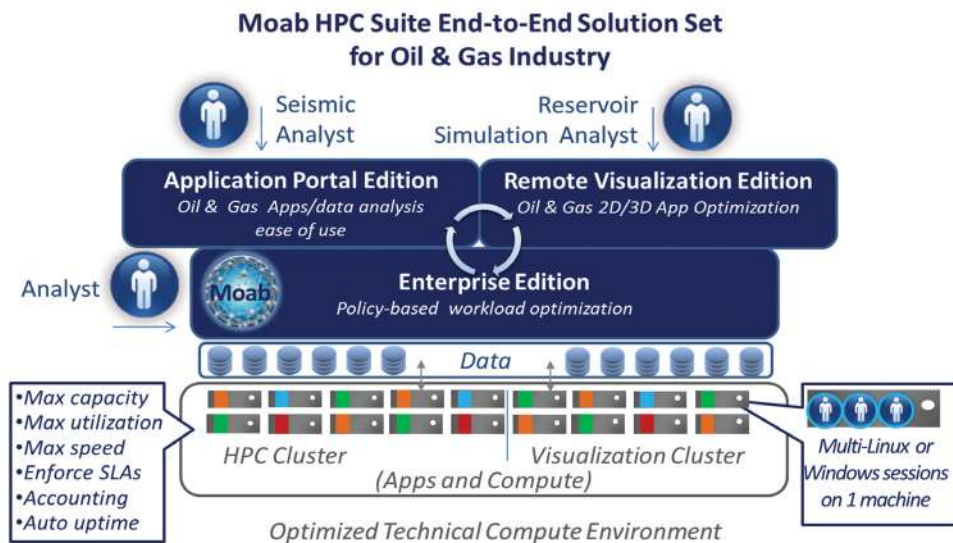 Moab HPC Suite End-to-End Solution Set
for Oil & Gas Industry
Seismic
Analyst
Reservoir
Simulation Analyst
Application Portal Edition
Oil & Gas Apps/data analysis
ease of use
Remote Visualization Edition
Oil & Gas 2D/3D App Optimization
Analyst
Moab
Enterprise Edition
Policy-based workload optimization
Data
•Max capacity
•Max utilization
•Max speed
•Enforce SLAs
•Accounting
•Auto uptime
HPC Cluster
Visualization Cluster
(Apps and Compute)
Multi-Linux or
Windows sessions
on 1 machine
Optimized Technical Compute Environment